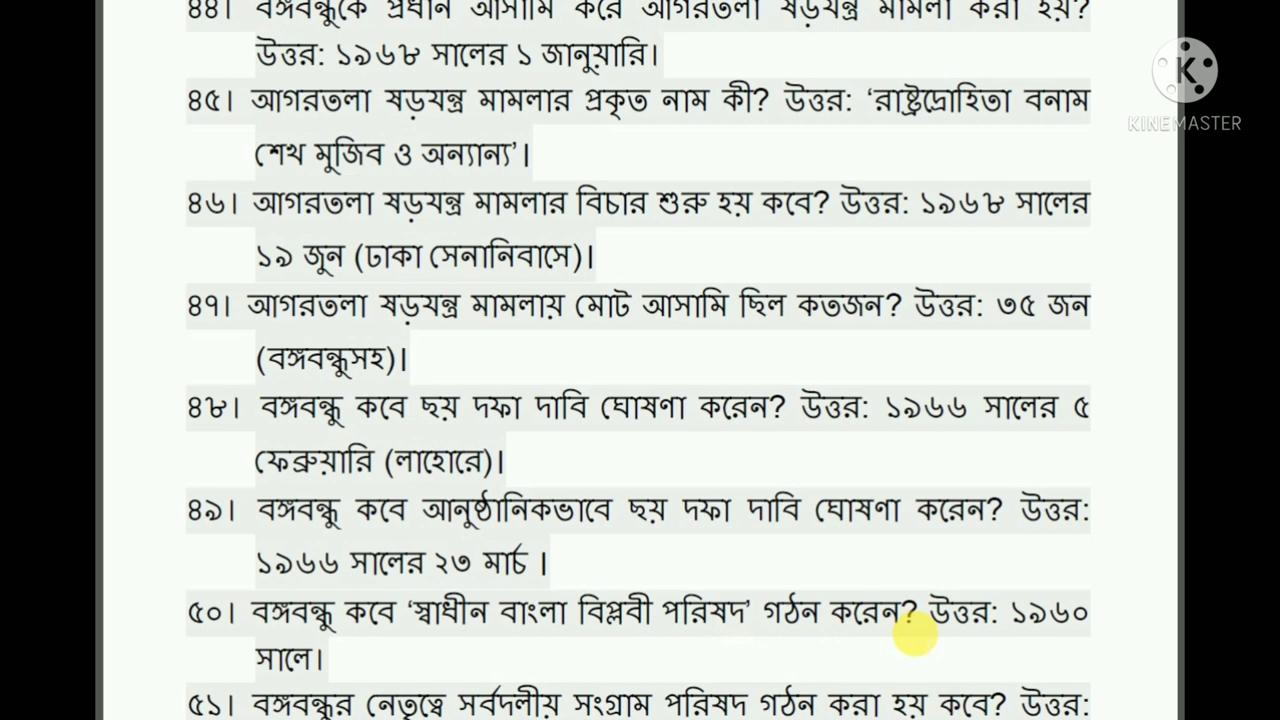 ৪৪। বঙ্গবন্ধুকে প্রধান আসামি করে আগরতলা ষড়যন্ত্র মামলা করা হয়?
উত্তর: ১৯৬৮ সালের ১ জানুয়ারি।
৪৫। আগরতলা ষড়যন্ত্র মামলার প্রকৃত নাম কী? উত্তর: ‘রাষ্ট্রদ্রোহিতা বনাম
শেখ মুজিব ও অন্যান্য’।
৪৬। আগরতলা ষড়যন্ত্র মামলার বিচার শুরু হয় কবে? উত্তর: ১৯৬৮ সালের
১৯ জুন (ঢাকা সেনানিবাসে)।
৪৭। আগরতলা ষড়যন্ত্র মামলায় মোট আসামি ছিল কতজন? উত্তর: ৩৫ জন
(বঙ্গবন্ধুসহ)।
৪৮। বঙ্গবন্ধু কবে ছয় দফা দাবি ঘোষণা করেন? উত্তর: ১৯৬৬ সালের ৫
ফেব্রুয়ারি (লাহোরে)।
৪৯। বঙ্গবন্ধু কবে আনুষ্ঠানিকভাবে ছয় দফা দাবি ঘোষণা করেন? উত্তর:
১৯৬৬ সালের ২৩ মার্চ ।
৫০। বঙ্গবন্ধু কবে ‘স্বাধীন বাংলা বিপ্লবী পরিষদ’ গঠন করেন? উত্তর: ১৯৬০
সালে।
৫১। বঙ্গবন্ধুর নেতৃত্বে সর্বদলীয় সংগ্রাম পরিষদ গঠন করা হয় কবে? উত্তর:
K
KINEMASTER